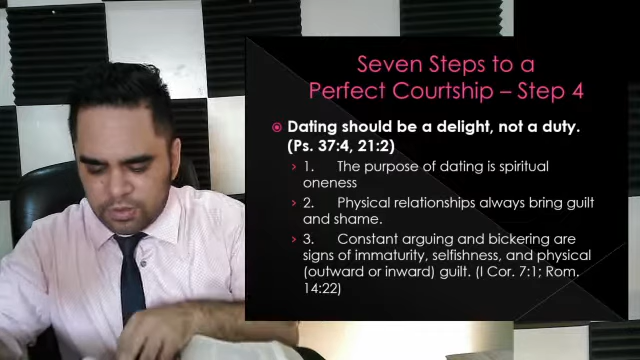 Seven Steps to a
Perfect Courtship – Step 4
Dating should be a delight, not a duty.
(Ps. 37:4, 21:2)
1. The purpose of dating is spiritual
oneness
2. Physical relationships always bring guilt
and shame.
3. Constant arguing and bickering are
signs of immaturity, selfishness, and physical
(outward or inward) guilt. (I Cor. 7:1; Rom.
14:22)